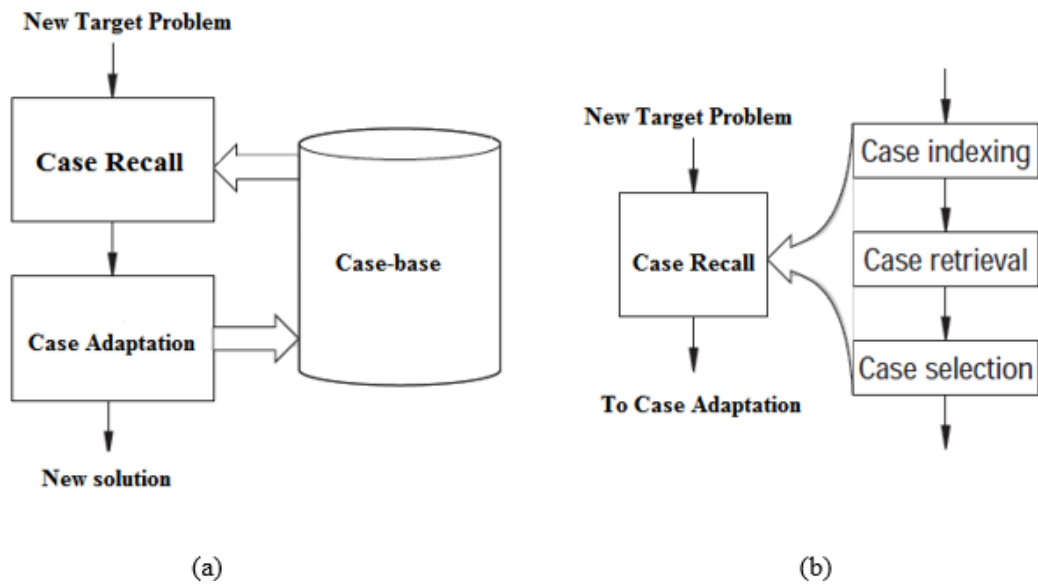 New Target Problem
Case Recall
Case-base
Case Adaptation
New solution
(a)
New Target Problem
Case Recall
To Case Adaptation
Case indexing
Case retrieval
Case selection
(b)